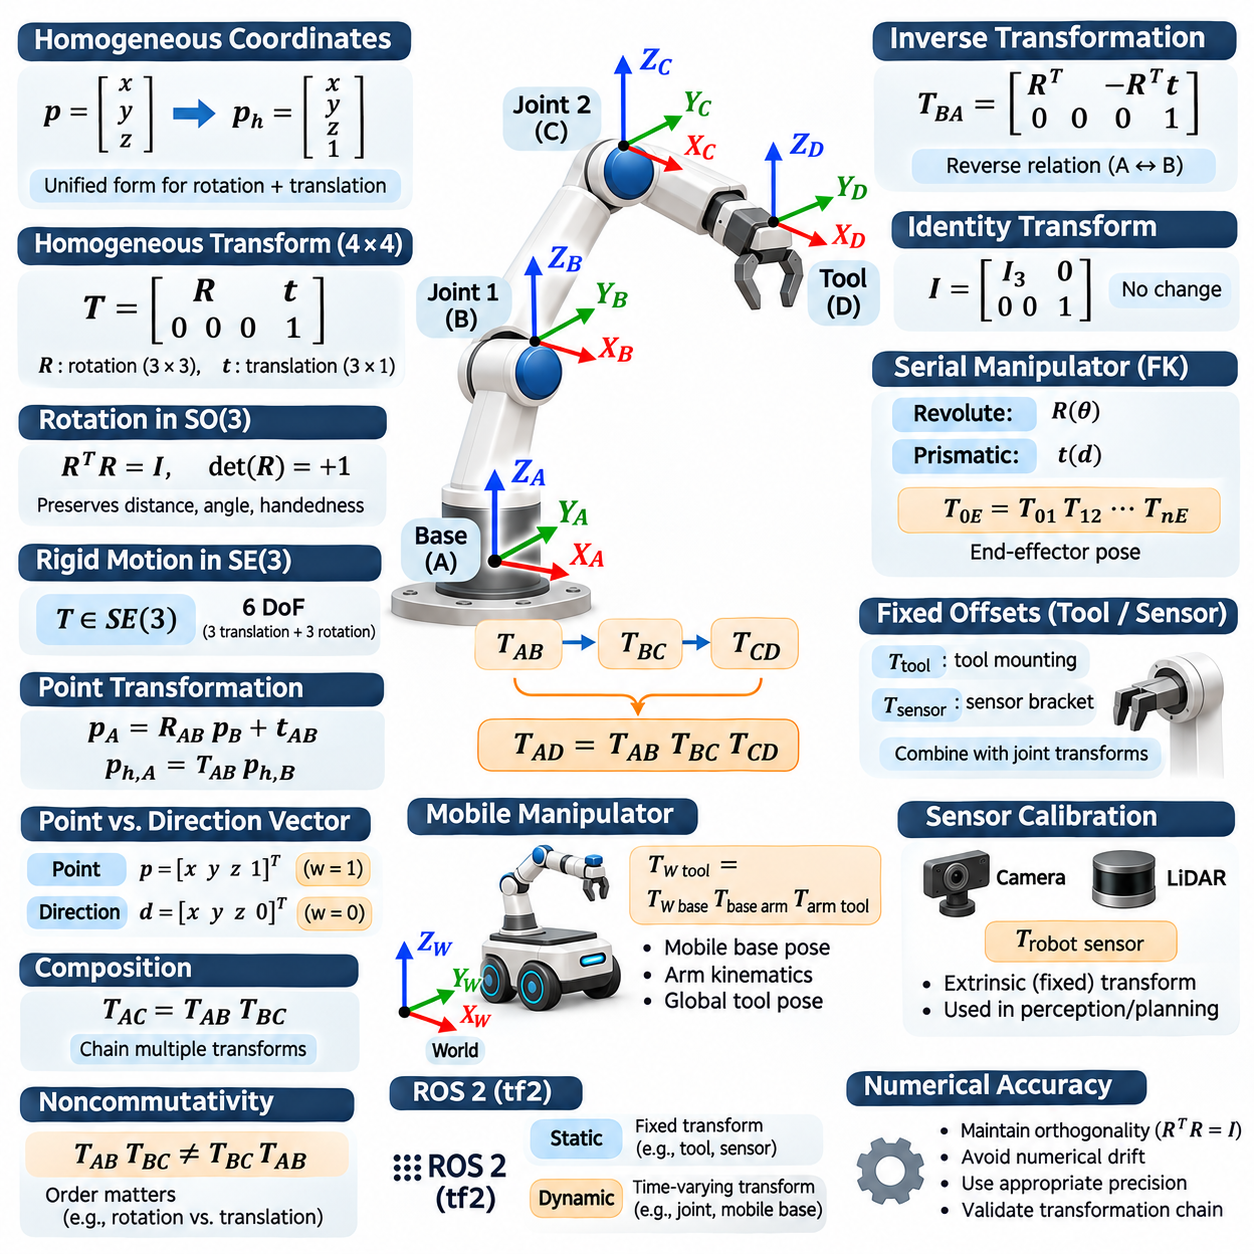 Homogeneous Coordinates
p = [x y z] ➡ p_h = [x y z 1]
Unified form for rotation + translation
Homogeneous Transform (4×4)
T = [R t
0 0 0 1]
R : rotation (3 × 3), t : translation (3 × 1)
Rotation in SO(3)
R^T R = I, det(R) = +1
Preserves distance, angle, handedness
Rigid Motion in SE(3)
T ∈ SE(3)
6 DoF
(3 translation + 3 rotation)
Point Transformation
p_A = R_AB p_B + t_AB
p_h,A = T_AB p_h,B
Point vs. Direction Vector
Point p = [x y z 1]^T (w = 1)
Direction d = [x y z 0]^T (w = 0)
Composition
T_AC = T_AB T_BC
Chain multiple transforms
Noncommutativity
T_AB T_BC ≠ T_BC T_AB
Order matters
(e.g., rotation vs. translation)
Joint 2
(C)
Z_C
Y_C
X_C
Z_D
Y_D
X_D
Tool
(D)
Joint 1
(B)
Z_B
Y_B
X_B
Base
(A)
Z_A
Y_A
X_A
T_AB → T_BC → T_CD
T_AD = T_AB T_BC T_CD
Mobile Manipulator
T_W tool =
T_W base T_base arm T_arm tool
• Mobile base pose
• Arm kinematics
• Global tool pose
Z_W
Y_W
X_W
World
ROS 2 (tf2)
ROS 2
(tf2)
Static
Fixed transform
(e.g., tool, sensor)
Dynamic
Time-varying transform
(e.g., joint, mobile base)
Inverse Transformation
T_BA = [R^T −R^T t
0 0 0 1]
Reverse relation (A ↔ B)
Identity Transform
I = [I_3 0
0 0 1]
No change
Serial Manipulator (FK)
Revolute: R(θ)
Prismatic: t(d)
T_0E = T_01 T_12 ⋯ T_nE
End-effector pose
Fixed Offsets (Tool / Sensor)
T_tool : tool mounting
T_sensor : sensor bracket
Combine with joint transforms
Sensor Calibration
Camera
LiDAR
T_robot sensor
• Extrinsic (fixed) transform
• Used in perception/planning
Numerical Accuracy
• Maintain orthogonality (R^T R = I)
• Avoid numerical drift
• Use appropriate precision
• Validate transformation chain